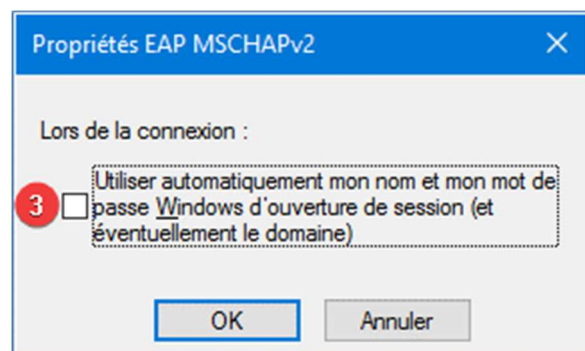 Propriétés EAP MSCHAPv2
Lors de la connexion :
3
Utiliser automatiquement mon nom et mon mot de
passe Windows d'ouverture de session (et
éventuellement le domaine)
OK
Annuler